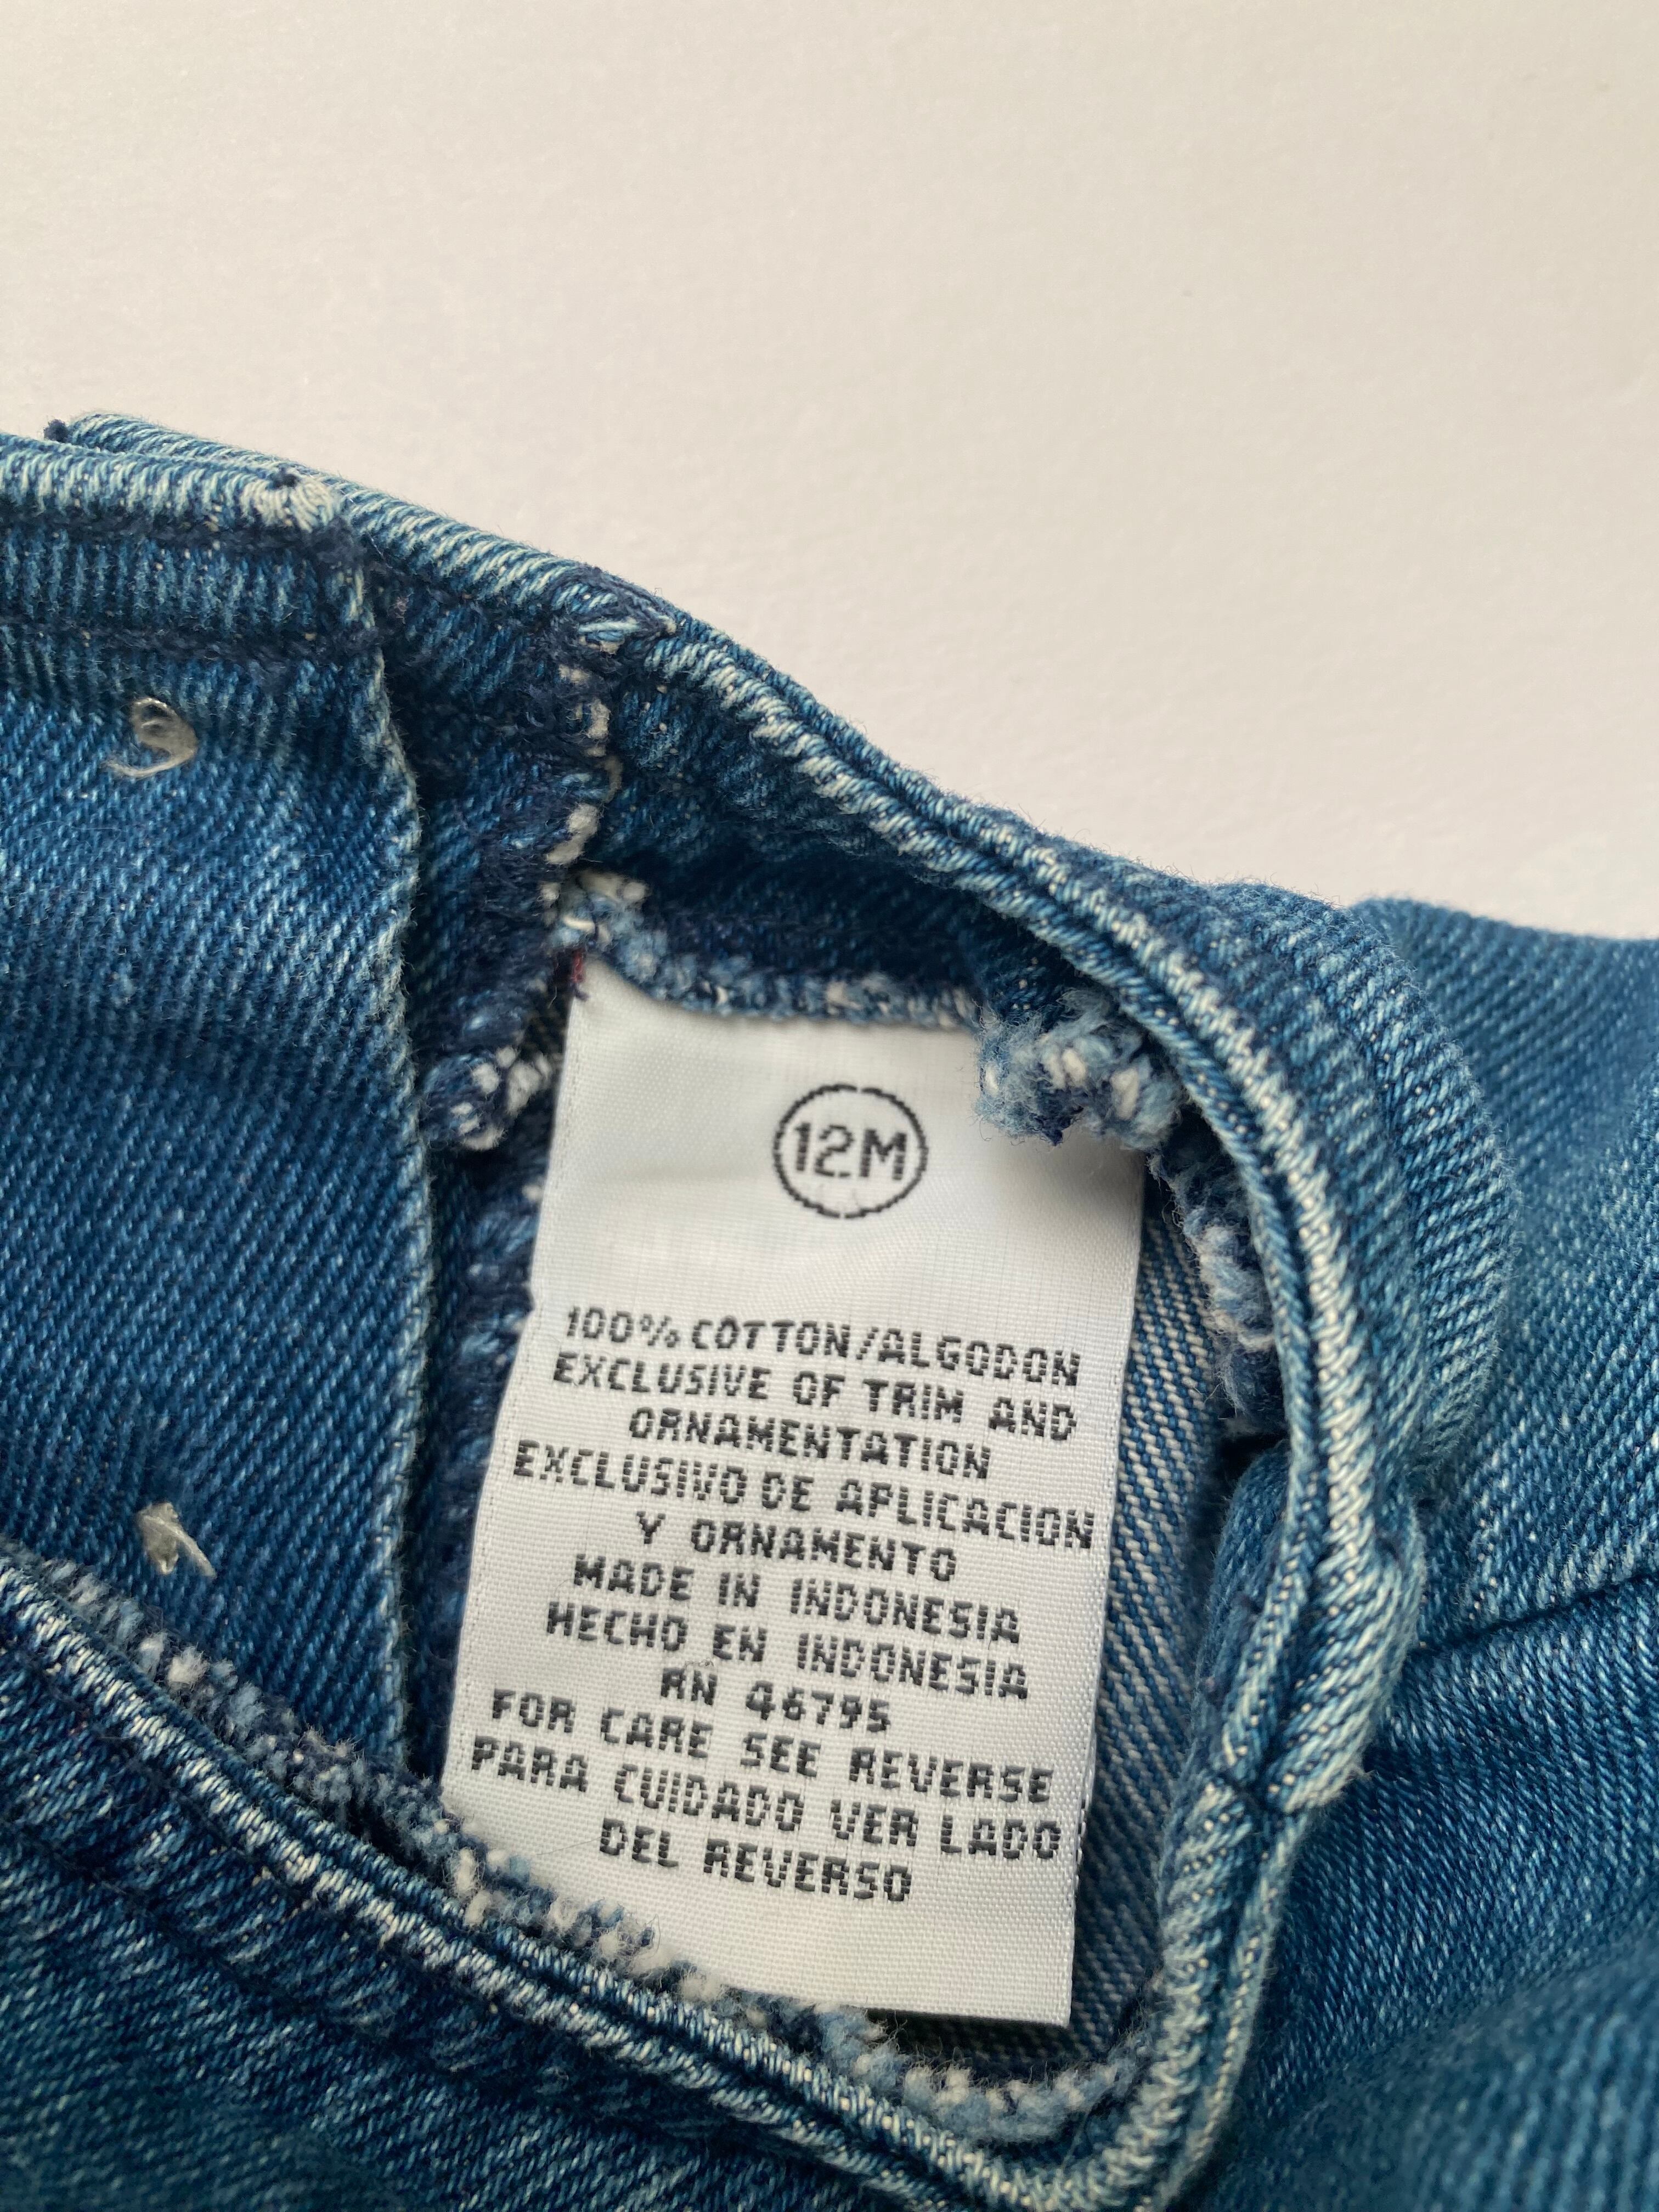 12M
100% COTTON/ALGODON
EXCLUSIVE OF TRIM AND
ORNAMENTATION
EXCLUSIVO DE APLICACION
Y ORNAMENTO
MADE IN INDONESIA
HECHO EN INDONESIA
RN 46795
FOR CARE SEE REVERSE
PARA CUIDADO VER LADO
DEL REVERSO